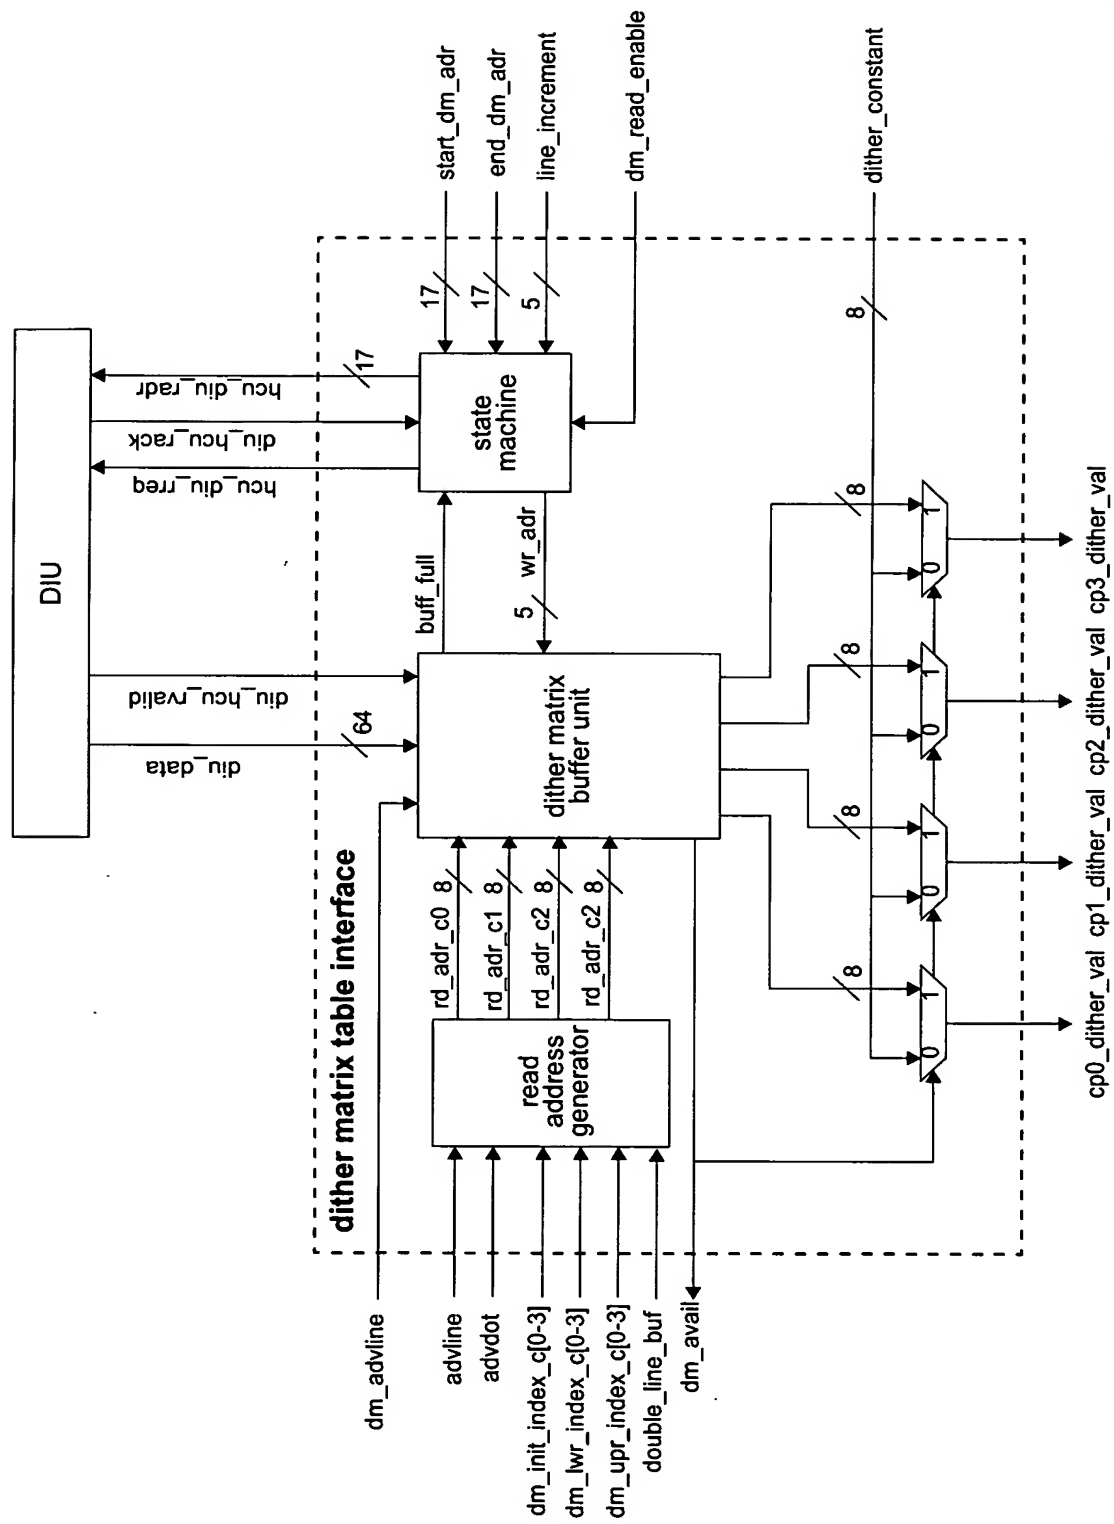 DIU
diu_data
64
diu_hcu_rvalid
hcu_diu_rreq
diu_hcu_rack
hcu_diu_radr
17
dither matrix table interface
dm_advline
advline
advdot
dm_init_index_c[0-3]
dm_lwr_index_c[0-3]
dm_upr_index_c[0-3]
double_line_buf
dm_avail
read
address
generator
rd_adr_c0
8
rd_adr_c1
8
rd_adr_c2
8
rd_adr_c2
8
dither matrix
buffer unit
buff_full
wr_adr
5
state
machine
17
start_dm_adr
17
end_dm_adr
5
line_increment
dm_read_enable
8
8
8
8
8
dither_constant
0
1
0
1
0
1
0
1
cp0_dither_val cp1_dither_val cp2_dither_val cp3_dither_val